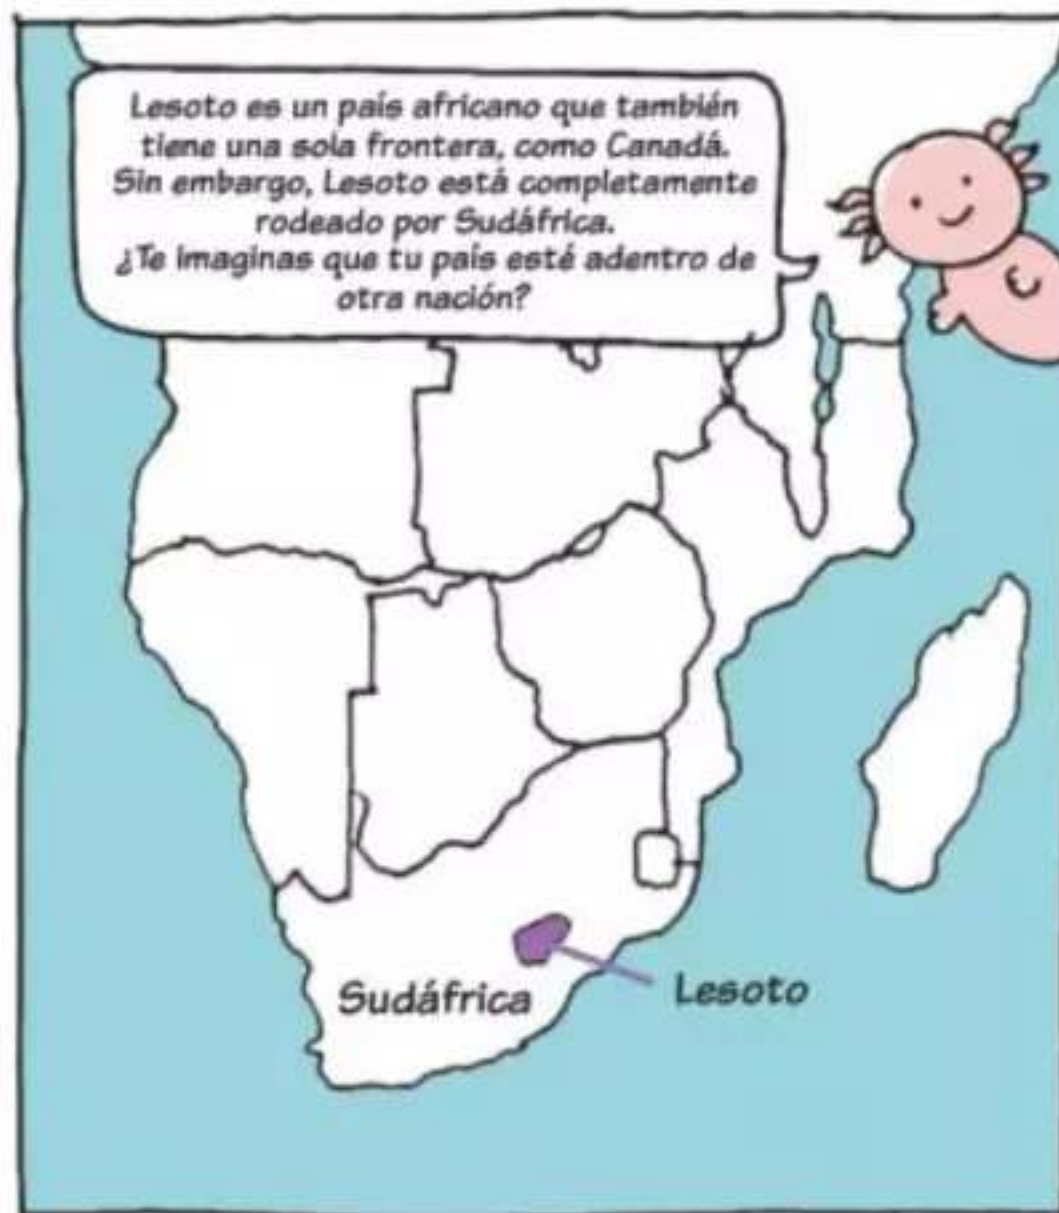 Lesoto es un país africano que también
tiene una sola frontera, como Canadá.
Sin embargo, Lesoto está completamente
rodeado por Sudáfrica.
¿Te imaginas que tu país esté adentro de
otra nación?
Sudáfrica
Lesoto